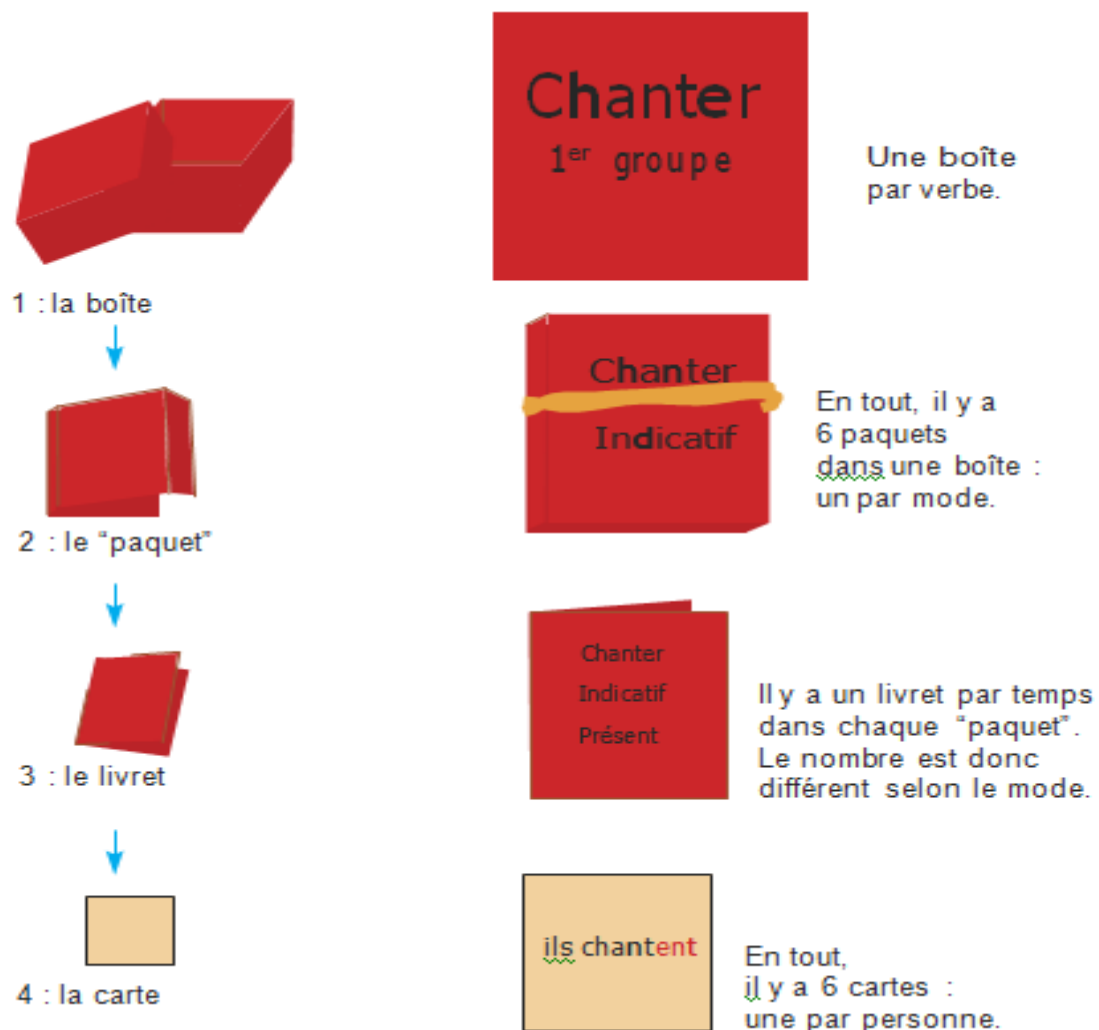 Chanter
1er groupe
Une boîte
par verbe.
1 : la boîte
Chanter
Indicatif
En tout, il y a
6 paquets
dans une boîte :
un par mode.
2 : le “paquet”
Chanter
Indicatif
Présent
Il y a un livret par temps
dans chaque “paquet”.
Le nombre est donc
différent selon le mode.
3 : le livret
ils chantent
En tout,
il y a 6 cartes :
une par personne.
4 : la carte